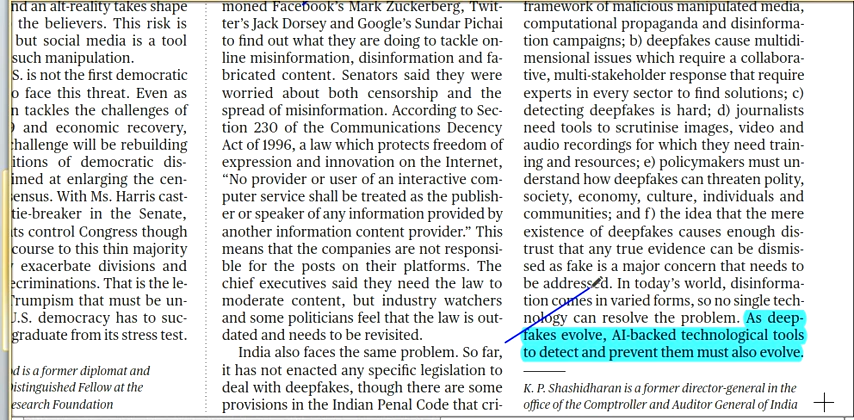 nd an alt-reality takes shape
the believers. This risk is
but social media is a tool
such manipulation.
S. is not the first democratic
o face this threat. Even as
n tackles the challenges of
and economic recovery,
challenge will be rebuilding
itions of democratic dis-
imed at enlarging the cen-
sensus. With Ms. Harris cast-
tie-breaker in the Senate,
ts control Congress though
course to this thin majority
exacerbate divisions and
ecriminations. That is the le-
Trumpism that must be un-
U.S. democracy has to suc-
graduate from its stress test.
d is a former diplomat and
istinguished Fellow at the
esearch Foundation
moned Facebook's Mark Zuckerberg, Twit-
ter's Jack Dorsey and Google's Sundar Pichai
to find out what they are doing to tackle on-
line misinformation, disinformation and fa-
bricated content. Senators said they were
worried about both censorship and the
spread of misinformation. According to Sec-
tion 230 of the Communications Decency
Act of 1996, a law which protects freedom of
expression and innovation on the Internet,
“No provider or user of an interactive com-
puter service shall be treated as the publish-
er or speaker of any information provided by
another information content provider.” This
means that the companies are not responsi-
ble for the posts on their platforms. The
chief executives said they need the law to
moderate content, but industry watchers
and some politicians feel that the law is out-
dated and needs to be revisited.
India also faces the same problem. So far,
it has not enacted any specific legislation to
deal with deepfakes, though there are some
provisions in the Indian Penal Code that cri-
framework of malicious manipulated media,
computational propaganda and disinforma-
tion campaigns; b) deepfakes cause multidi-
mensional issues which require a collabora-
tive, multi-stakeholder response that require
experts in every sector to find solutions; c)
detecting deepfakes is hard; d) journalists
need tools to scrutinise images, video and
audio recordings for which they need train-
ing and resources; e) policymakers must un-
derstand how deepfakes can threaten polity,
society, economy, culture, individuals and
communities; and f) the idea that the mere
existence of deepfakes causes enough dis-
trust that any true evidence can be dismis-
sed as fake is a major concern that needs to
be addressed. In today's world, disinforma-
tion comes in varied forms, so no single tech-
nology can resolve the problem. As deep-
fakes evolve, AI-backed technological tools
to detect and prevent them must also evolve.
K. P. Shashidharan is a former director-general in the
office of the Comptroller and Auditor General of India